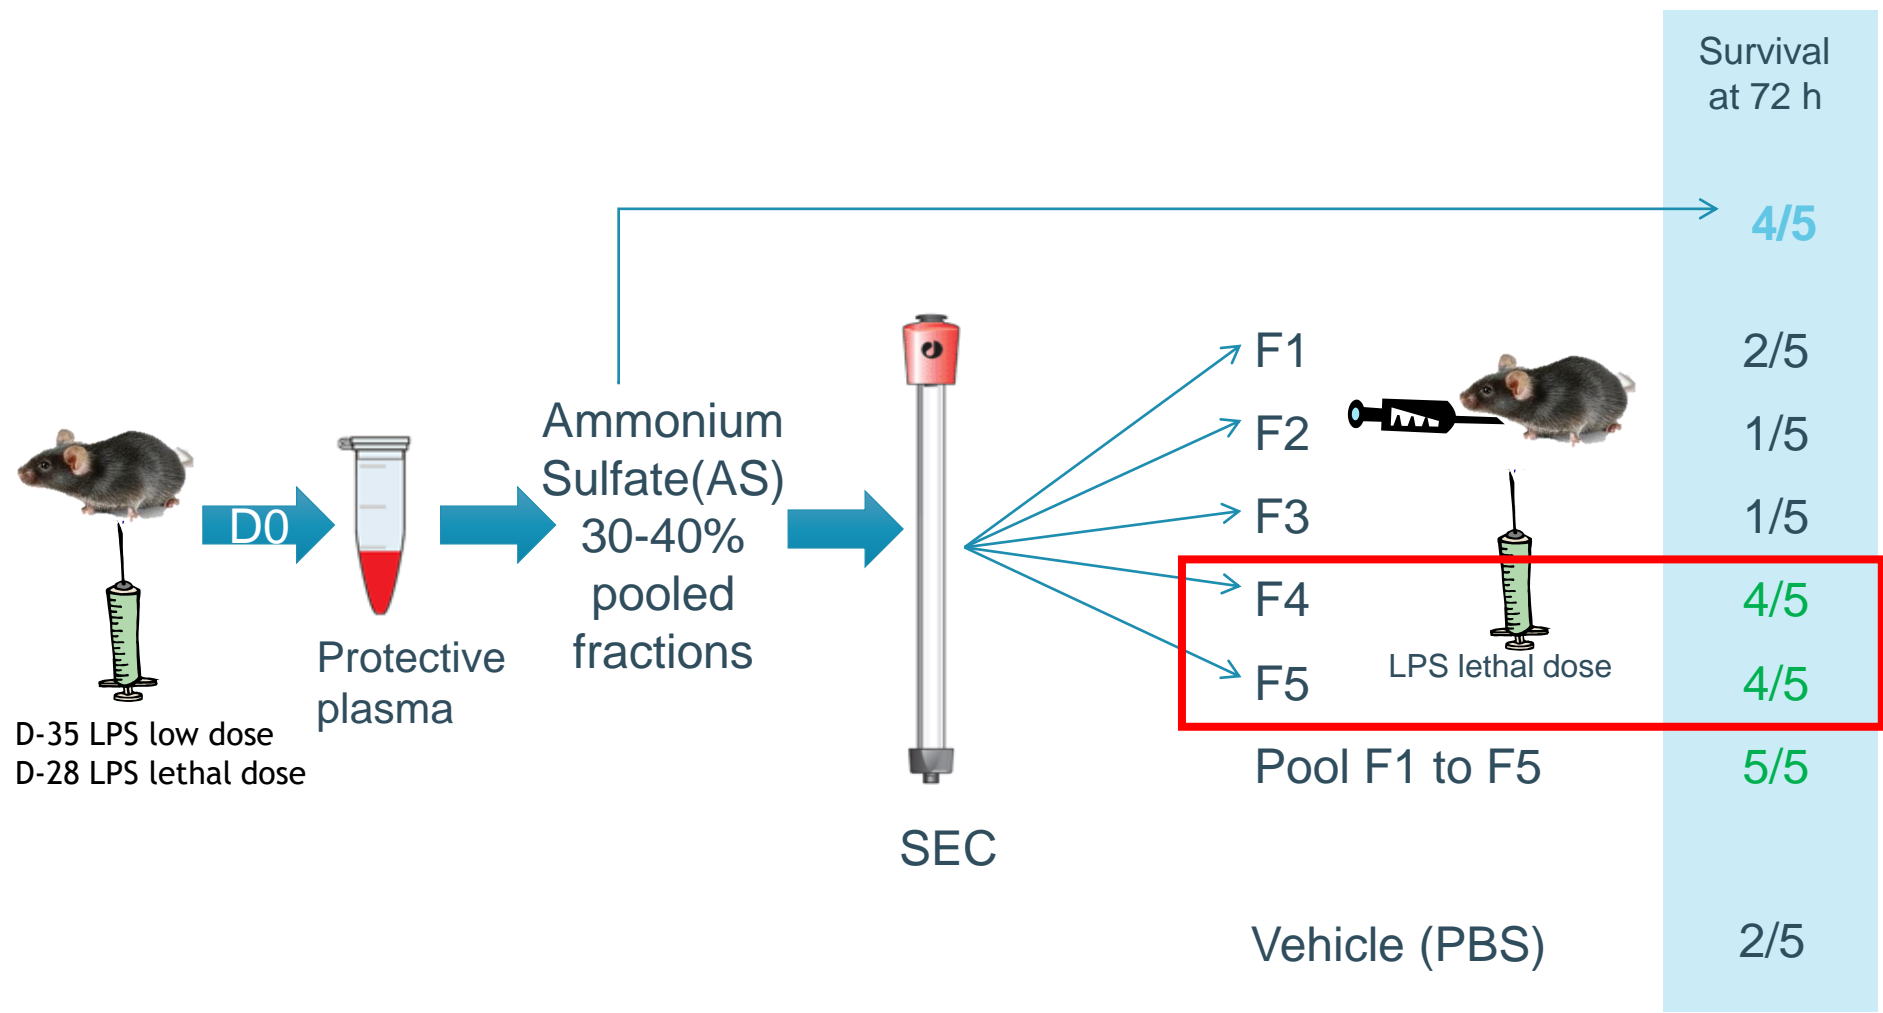 Survival
at 72 h
4/5
F1
2/5
Ammonium
Sulfate(AS)
30-40%
pooled
fractions
F2
1/5
D0
F3
1/5
F4
4/5
Protective
plasma
F5
LPS lethal dose
4/5
D-35 LPS low dose
D-28 LPS lethal dose
Pool F1 to F5
5/5
SEC
Vehicle (PBS)
2/5